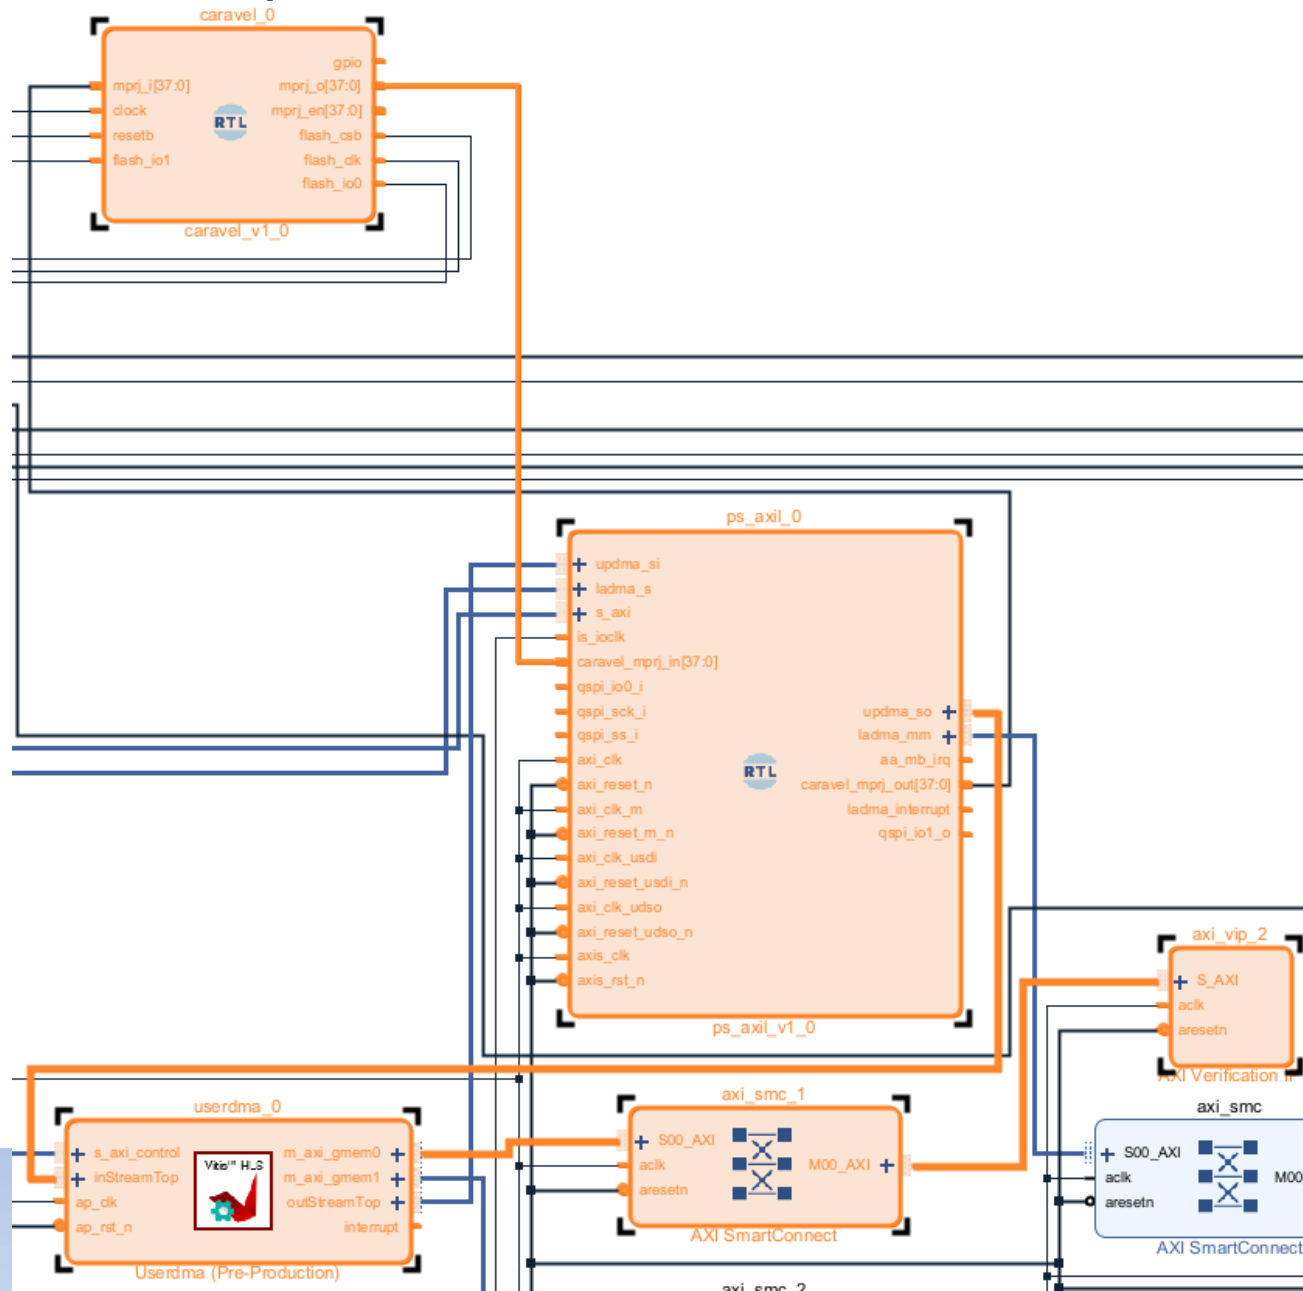 caravel_0
gpio
mprj_i[37:0]
mprj_o[37:0]
clock
mprj_en[37:0]
RTL
resetb
flash_csb
flash_io1
flash_clk
flash_io0
caravel_v1_0
ps_axil_0
updma_si
ladma_s
s_axi
is_ioclk
caravel_mprj_in[37:0]
qspi_io0_i
qspi_sck_i
updma_so
qspi_ss_i
ladma_mm
axi_clk
aa_mb_irq
RTL
axi_reset_n
caravel_mprj_out[37:0]
axi_clk_m
ladma_interrupt
axi_reset_m_n
qspi_io1_o
axi_clk_usdi
axi_reset_usdi_n
axi_clk_udso
axi_reset_udso_n
axis_clk
axis_rst_n
ps_axil_v1_0
axi_vip_2
S_AXI
aclk
aresetn
AXI Verification
userdma_0
s_axi_control
m_axi_gmem0
inStreamTop
m_axi_gmem1
ap_clk
outStreamTop
ap_rst_n
interrupt
Vitis™ HLS
Userdma (Pre-Production)
axi_smc_1
S00_AXI
aclk
M00_AXI
aresetn
AXI SmartConnect
axi_smc
S00_AXI
aclk
M00
aresetn
AXI SmartConnect
axi_smc_2